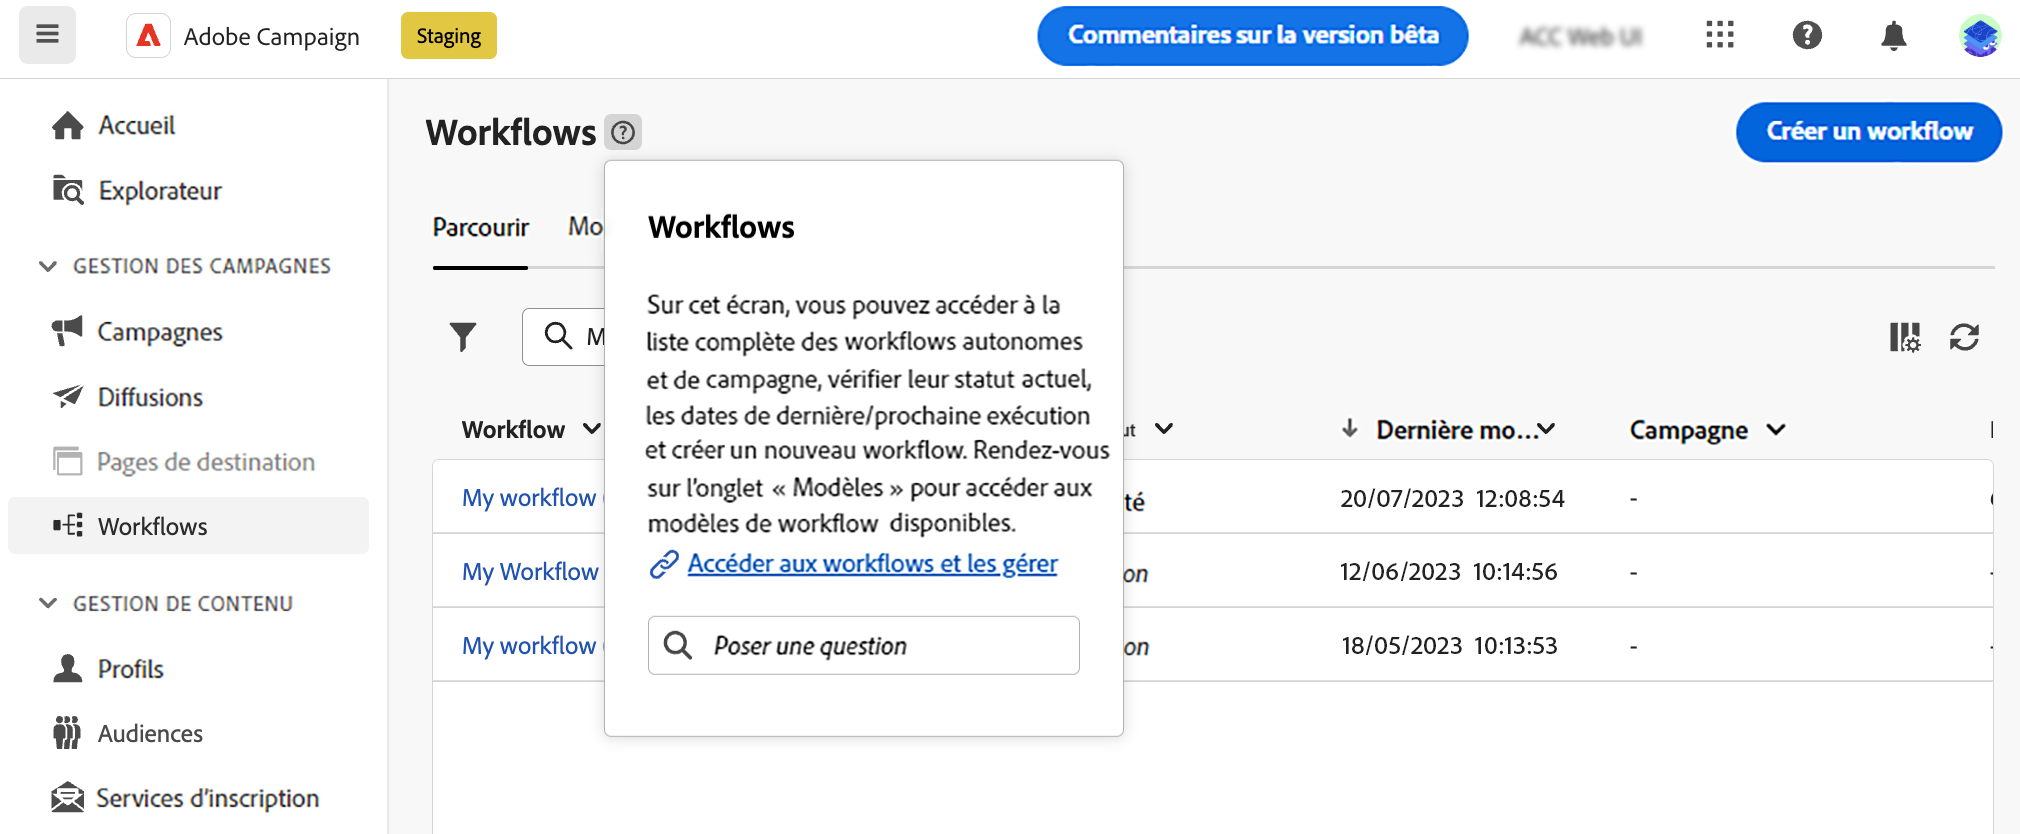 Adobe Campaign
Staging
Commentaires sur la version bêta
ACC Web UI
Accueil
Explorateur
GESTION DES CAMPAGNES
Campagnes
Diffusions
Pages de destination
Workflows
GESTION DE CONTENU
Profils
Audiences
Services d'inscription
Workflows
Créer un workflow
Parcourir Mo
Workflows
Sur cet écran, vous pouvez accéder à la
liste complète des workflows autonomes
et de campagne, vérifier leur statut actuel,
les dates de dernière/prochaine exécution
et créer un nouveau workflow. Rendez-vous
sur l'onglet « Modèles » pour accéder aux
modèles de workflow disponibles.
Accéder aux workflows et les gérer
Poser une question
M
Workflow ut Dernière mo... Campagne
My workflow té 20/07/2023 12:08:54 -
My Workflow on 12/06/2023 10:14:56 -
My workflow on 18/05/2023 10:13:53 -